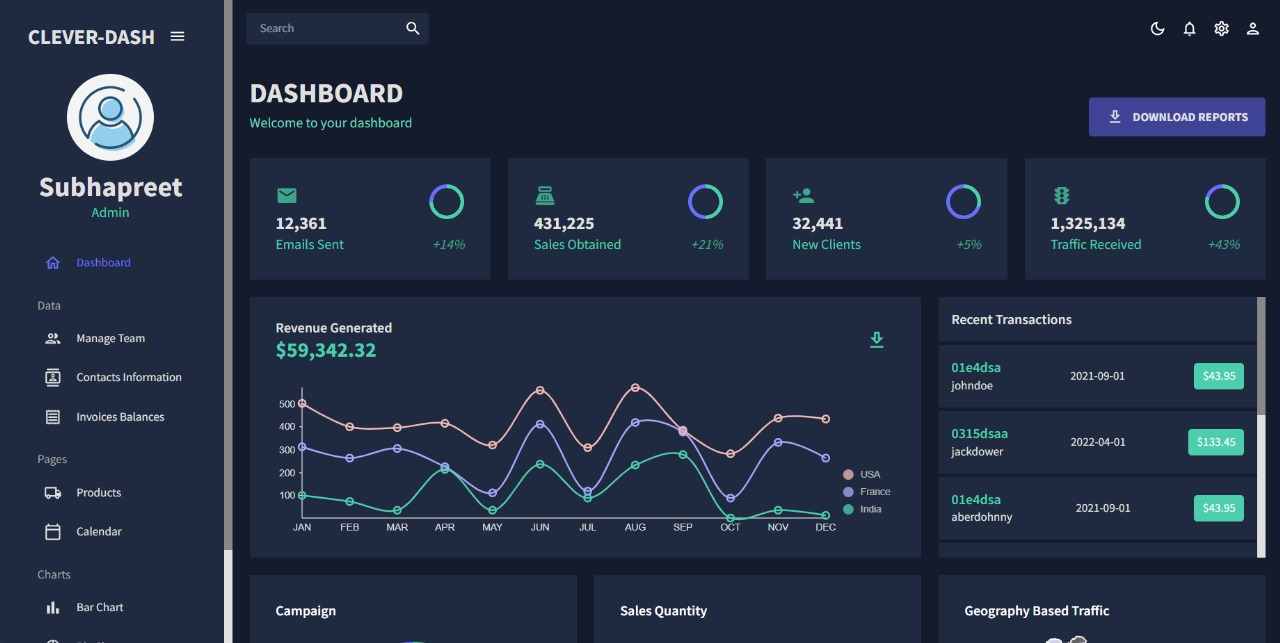 CLEVER-DASH
Subhapreet
Admin
Dashboard
Data
Manage Team
Contacts Information
Invoices Balances
Pages
Products
Calendar
Charts
Bar Chart
Search
DASHBOARD
Welcome to your dashboard
DOWNLOAD REPORTS
12,361
Emails Sent
+14%
431,225
Sales Obtained
+21%
32,441
New Clients
+5%
1,325,134
Traffic Received
+43%
Revenue Generated
$59,342.32
500
400
300
200
100
JAN FEB MAR APR MAY JUN JUL AUG SEP OCT NOV DEC
USA
France
India
Recent Transactions
01e4dsa
johndoe
2021-09-01
$43.95
0315dsaa
jackdower
2022-04-01
$133.45
01e4dsa
aberdohnny
2021-09-01
$43.95
Campaign
Sales Quantity
Geography Based Traffic